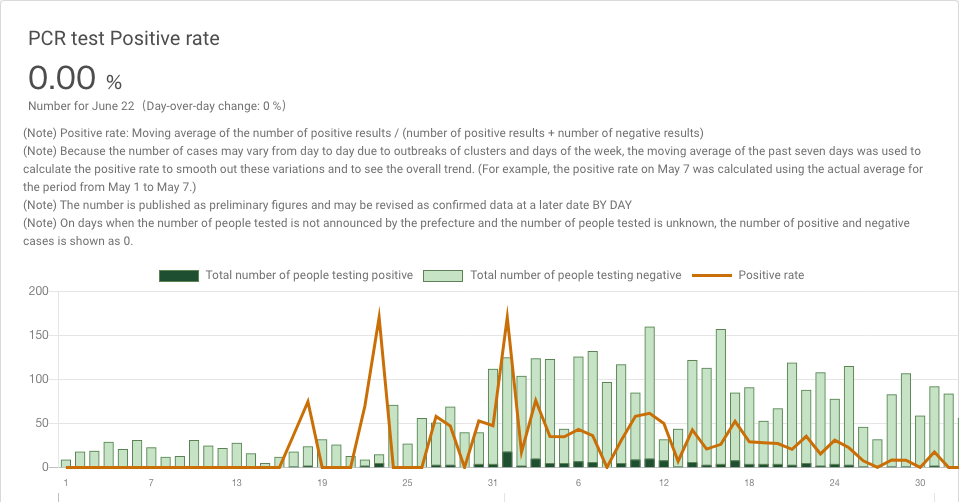 PCR test Positive rate
0.00 %
Number for June 22 (Day-over-day change: 0 %)
(Note) Positive rate: Moving average of the number of positive results / (number of positive results + number of negative results)
(Note) Because the number of cases may vary from day to day due to outbreaks of clusters and days of the week, the moving average of the past seven days was used to
calculate the positive rate to smooth out these variations and to see the overall trend. (For example, the positive rate on May 7 was calculated using the actual average for
the period from May 1 to May 7.)
(Note) The number is published as preliminary figures and may be revised as confirmed data at a later date BY DAY
(Note) On days when the number of people tested is not announced by the prefecture and the number of people tested is unknown, the number of positive and negative
cases is shown as 0.
Total number of people testing positive Total number of people testing negative Positive rate
200
150
100
50
0
1 7 13 19 25 31 6 12 18 24 30